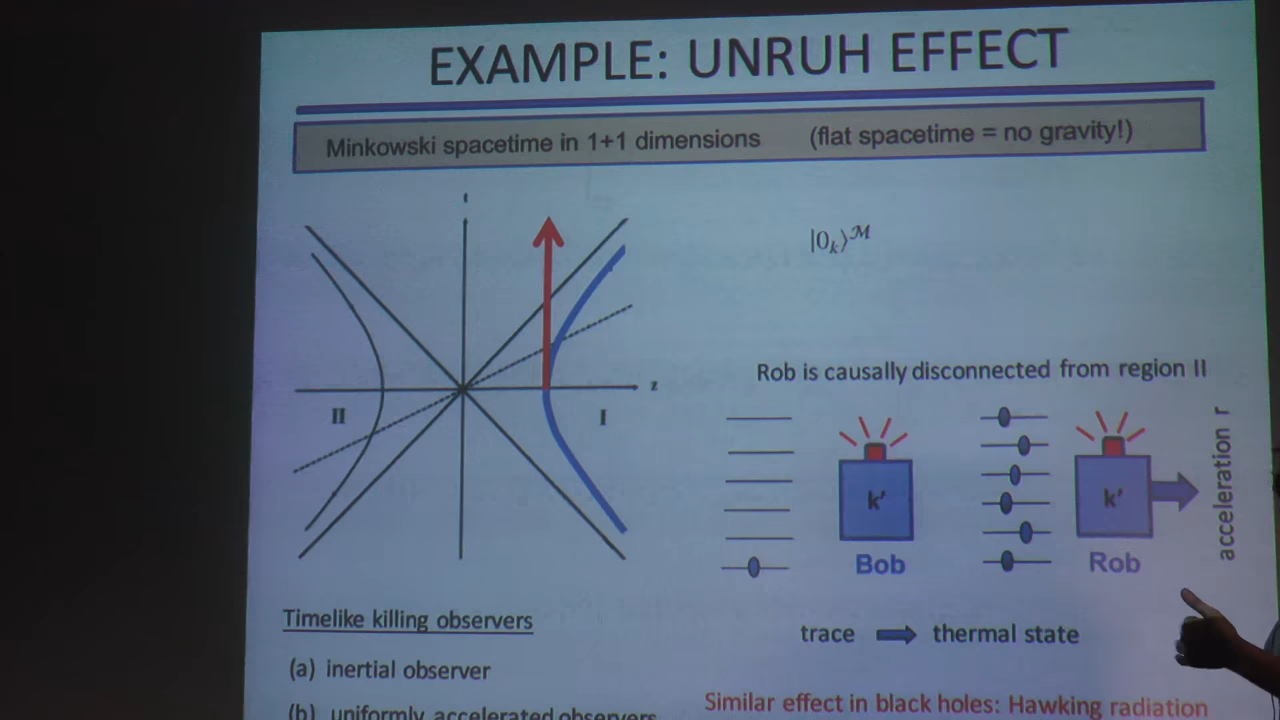 EXAMPLE: UNRUH EFFECT
Minkowski spacetime in 1+1 dimensions (flat spacetime = no gravity!)
t
|0ₖ⟩ᴹ
z
II
I
Rob is causally disconnected from region II
k'
k'
Bob
Rob
acceleration r
Timelike killing observers
(a) inertial observer
(b) uniformly accelerated observers
trace thermal state
Similar effect in black holes: Hawking radiation